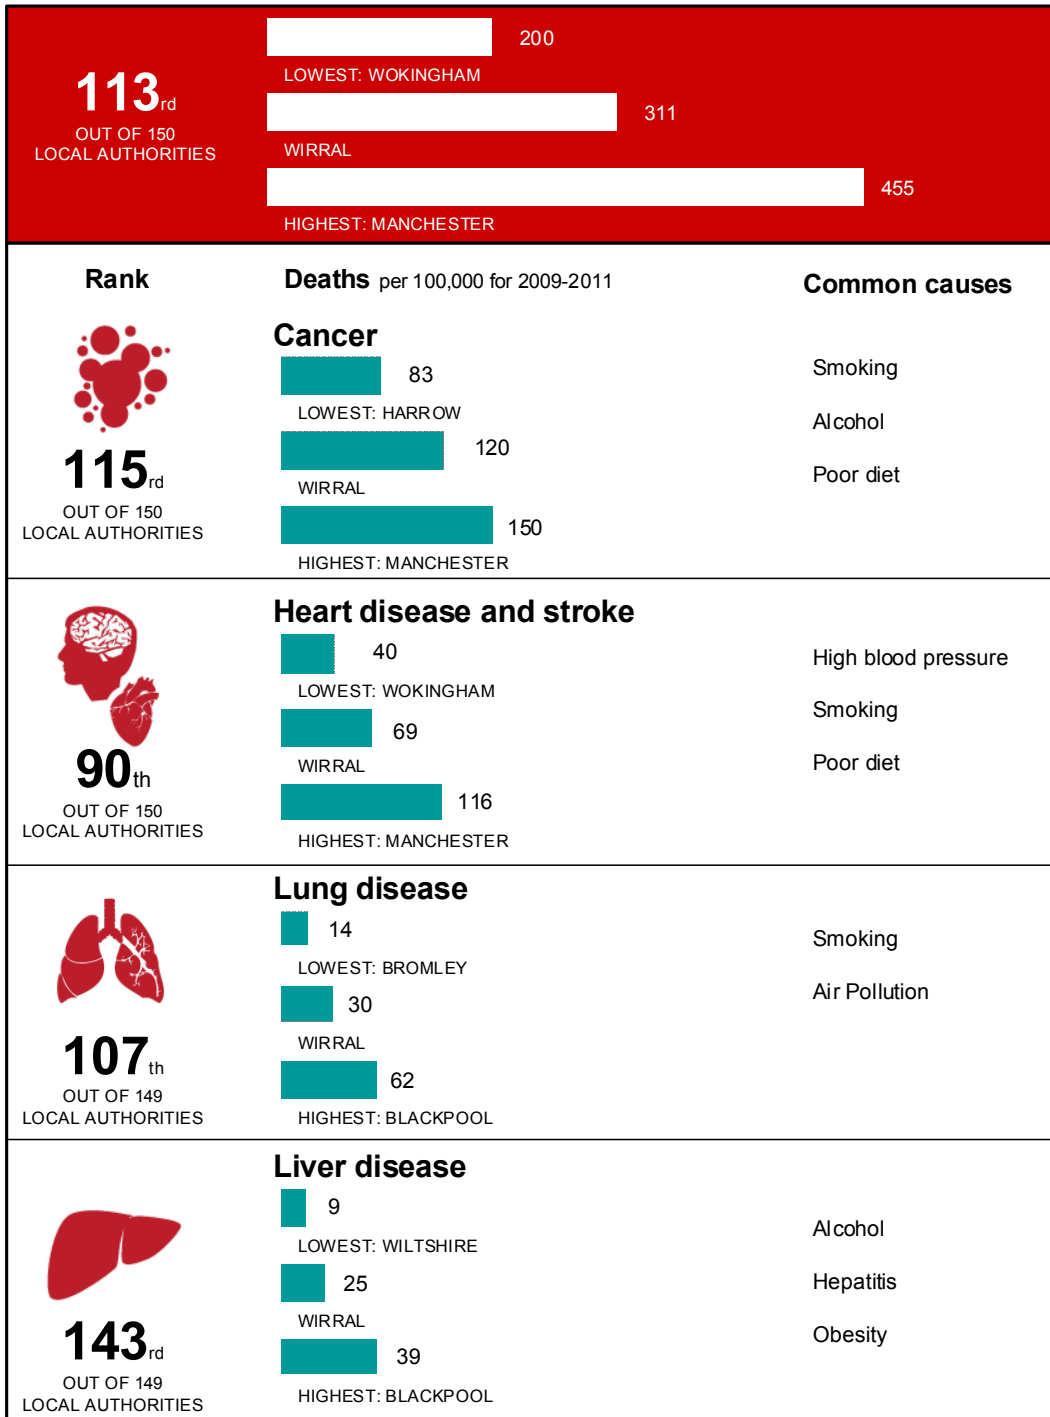 200
LOWEST: WOKINGHAM
113rd
OUT OF 150
LOCAL AUTHORITIES
311
WIRRAL
455
HIGHEST: MANCHESTER
Rank
Deaths per 100,000 for 2009-2011
Common causes
Cancer
83
LOWEST: HARROW
120
WIRRAL
150
HIGHEST: MANCHESTER
115rd
OUT OF 150
LOCAL AUTHORITIES
Smoking
Alcohol
Poor diet
Heart disease and stroke
40
LOWEST: WOKINGHAM
69
WIRRAL
116
HIGHEST: MANCHESTER
90th
OUT OF 150
LOCAL AUTHORITIES
High blood pressure
Smoking
Poor diet
Lung disease
14
LOWEST: BROMLEY
30
WIRRAL
62
HIGHEST: BLACKPOOL
107th
OUT OF 149
LOCAL AUTHORITIES
Smoking
Air Pollution
Liver disease
9
LOWEST: WILTSHIRE
25
WIRRAL
39
HIGHEST: BLACKPOOL
143rd
OUT OF 149
LOCAL AUTHORITIES
Alcohol
Hepatitis
Obesity